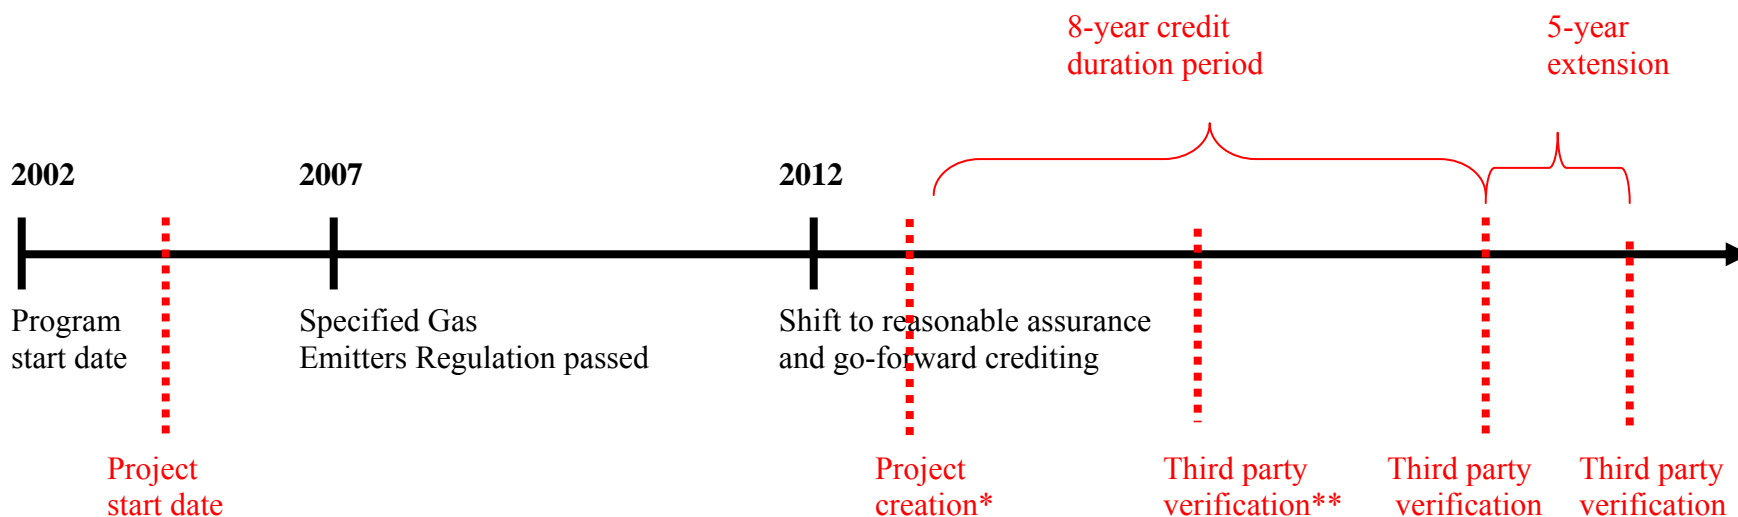 8-year credit
duration period
5-year
extension
2002
2007
2012
Program
start date
Specified Gas
Emitters Regulation passed
Shift to reasonable assurance
and go-forward crediting
Project
start date
Project
creation*
Third party
verification**
Third party
verification
Third party
verification